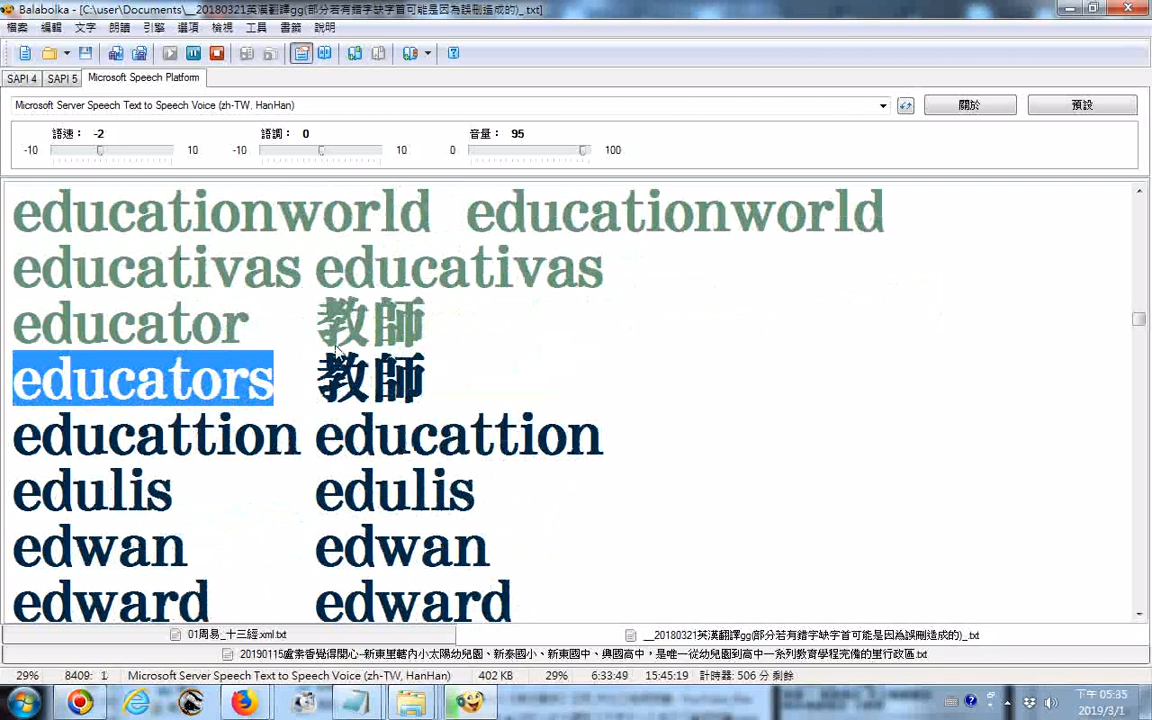 Balabolka - [C:\user\Documents\__20180321英漢翻譯gg(部分若有錯字缺字首可能是因為誤刪造成的)_.txt]
檔案 編輯 文字 朗讀 引擎 選項 檢視 工具 書籤 說明
SAPI 4 SAPI 5 Microsoft Speech Platform
Microsoft Server Speech Text to Speech Voice (zh-TW, HanHan) 關於 預設
語速： -2 語調： 0 音量： 95
-10 10 -10 10 0 100
educationworld educationworld
educativas educativas
educator 教師
educators 教師
educattion educattion
edulis edulis
edwan edwan
edward edward
01周易_十三經.xml.txt __20180321英漢翻譯gg(部分若有錯字缺字首可能是因為誤刪造成的)_.txt
20190115盧素香覺得開心-新東里轄內小太陽幼兒園、新泰國小、新東國中、興國高中，是唯一從幼兒園到高中一系列教育學程完備的里行政區.txt
29% 8409: 1 Microsoft Server Speech Text to Speech Voice (zh-TW, HanHan) 402 KB 29% 6:33:49 15:45:19 計時器: 506 分 剩餘
下午 05:35
2019/3/1